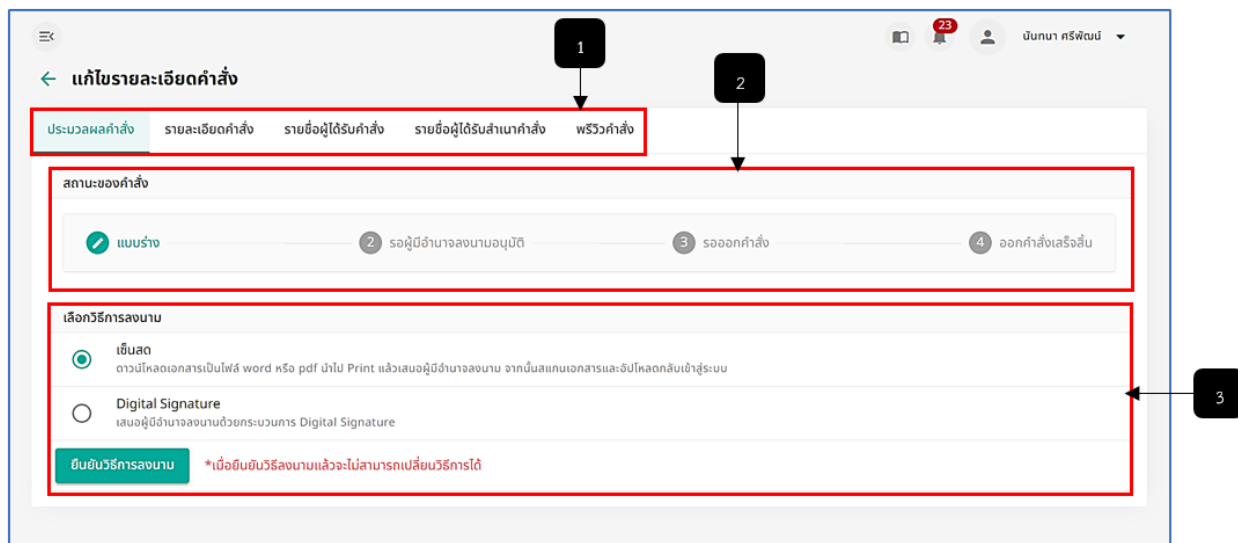 1
23
นันทนา ศรีพัฒน์
แก้ไขรายละเอียดคำสั่ง
2
ประมวลผลคำสั่ง รายละเอียดคำสั่ง รายชื่อผู้ได้รับคำสั่ง รายชื่อผู้ได้รับสำเนาคำสั่ง พรีวิวคำสั่ง
สถานะของคำสั่ง
แบบร่าง 2 รอผู้มีอำนาจลงนามอนุมัติ 3 รอออกคำสั่ง 4 ออกคำสั่งเสร็จสิ้น
เลือกวิธีการลงนาม
เซ็นสด
ดาวน์โหลดเอกสารเป็นไฟล์ word หรือ pdf นำไป Print แล้วเสนอผู้มีอำนาจลงนาม จากนั้นสแกนเอกสารและอัปโหลดกลับเข้าสู่ระบบ
3
Digital Signature
เสนอผู้มีอำนาจลงนามด้วยกระบวนการ Digital Signature
ยืนยันวิธีการลงนาม *เมื่อยืนยันวิธีลงนามแล้วจะไม่สามารถเปลี่ยนวิธีการได้